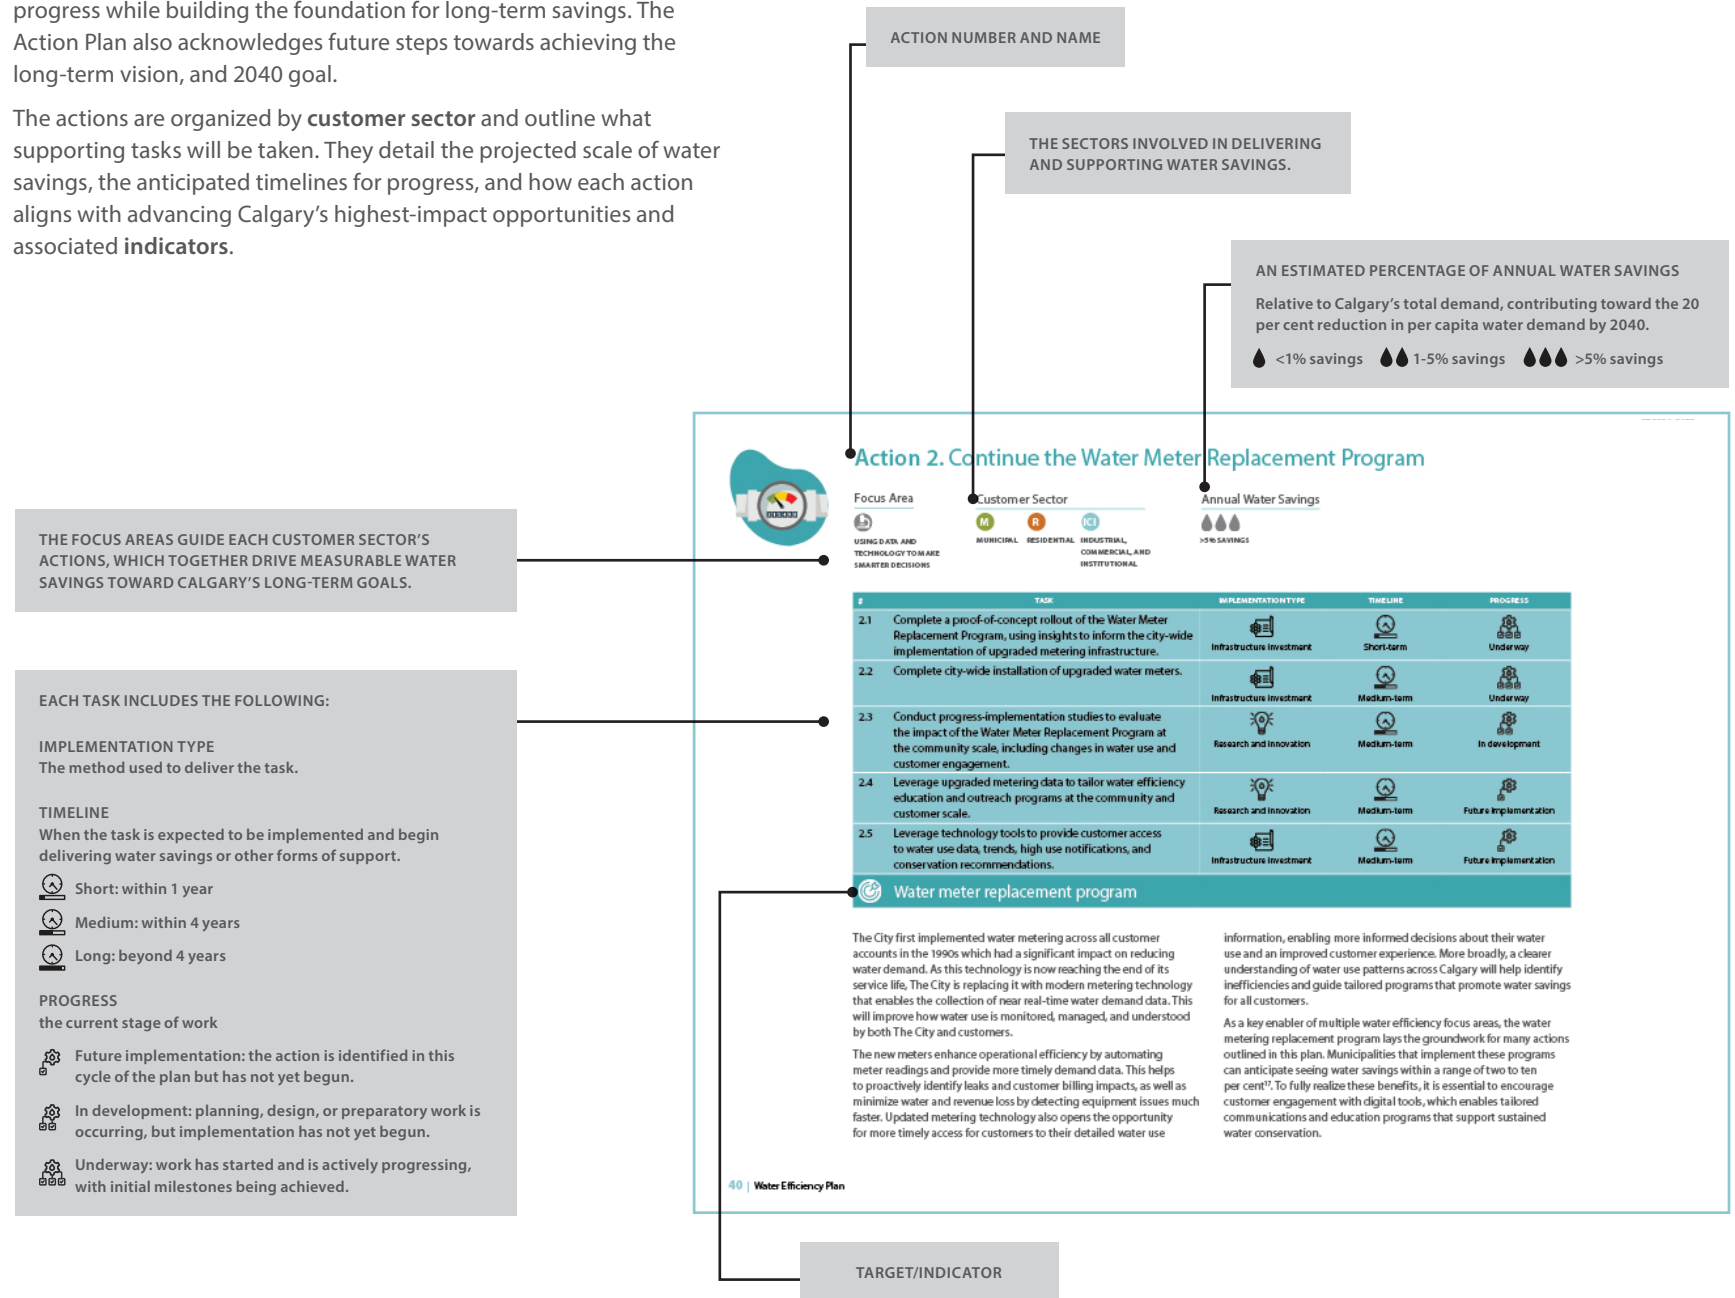 progress while building the foundation for long-term savings. The
Action Plan also acknowledges future steps towards achieving the
long-term vision, and 2040 goal.
The actions are organized by customer sector and outline what
supporting tasks will be taken. They detail the projected scale of water
savings, the anticipated timelines for progress, and how each action
aligns with advancing Calgary's highest-impact opportunities and
associated indicators.
ACTION NUMBER AND NAME
THE SECTORS INVOLVED IN DELIVERING
AND SUPPORTING WATER SAVINGS.
AN ESTIMATED PERCENTAGE OF ANNUAL WATER SAVINGS
Relative to Calgary's total demand, contributing toward the 20
per cent reduction in per capita water demand by 2040.
<1% savings 1-5% savings >5% savings
THE FOCUS AREAS GUIDE EACH CUSTOMER SECTOR'S
ACTIONS, WHICH TOGETHER DRIVE MEASURABLE WATER
SAVINGS TOWARD CALGARY'S LONG-TERM GOALS.
EACH TASK INCLUDES THE FOLLOWING:
IMPLEMENTATION TYPE
The method used to deliver the task.
TIMELINE
When the task is expected to be implemented and begin
delivering water savings or other forms of support.
Short: within 1 year
Medium: within 4 years
Long: beyond 4 years
PROGRESS
the current stage of work
Future implementation: the action is identified in this
cycle of the plan but has not yet begun.
In development: planning, design, or preparatory work is
occurring, but implementation has not yet begun.
Underway: work has started and is actively progressing,
with initial milestones being achieved.
Action 2. Continue the Water Meter Replacement Program
Focus Area
USING DATA AND
TECHNOLOGY TO MAKE
SMARTER DECISIONS
Customer Sector
M R ICI
MUNICIPAL RESIDENTIAL INDUSTRIAL,
COMMERCIAL, AND
INSTITUTIONAL
Annual Water Savings
>5% SAVINGS
# TASK IMPLEMENTATION TYPE TIMELINE PROGRESS
2.1 Complete a proof-of-concept rollout of the Water Meter
Replacement Program, using insights to inform the city-wide
implementation of upgraded metering infrastructure.
Infrastructure Investment Short-term Underway
2.2 Complete city-wide installation of upgraded water meters.
Infrastructure Investment Medium-term Underway
2.3 Conduct progress-implementation studies to evaluate
the impact of the Water Meter Replacement Program at
the community scale, including changes in water use and
customer engagement.
Research and Innovation Medium-term In development
2.4 Leverage upgraded metering data to tailor water efficiency
education and outreach programs at the community and
customer scale.
Research and Innovation Medium-term Future Implementation
2.5 Leverage technology tools to provide customer access
to water use data, trends, high use notifications, and
conservation recommendations.
Infrastructure Investment Medium-term Future Implementation
Water meter replacement program
The City first implemented water metering across all customer
accounts in the 1990s which had a significant impact on reducing
water demand. As this technology is now reaching the end of its
service life, The City is replacing it with modern metering technology
that enables the collection of near real-time water demand data. This
will improve how water use is monitored, managed, and understood
by both The City and customers.
The new meters enhance operational efficiency by automating
meter readings and provide more timely demand data. This helps
to proactively identify leaks and customer billing impacts, as well as
minimize water and revenue loss by detecting equipment issues much
faster. Updated metering technology also opens the opportunity
for more timely access for customers to their detailed water use
information, enabling more informed decisions about their water
use and an improved customer experience. More broadly, a clearer
understanding of water use patterns across Calgary will help identify
inefficiencies and guide tailored programs that promote water savings
for all customers.
As a key enabler of multiple water efficiency focus areas, the water
metering replacement program lays the groundwork for many actions
outlined in this plan. Municipalities that implement these programs
can anticipate seeing water savings within a range of two to ten
per cent¹⁷. To fully realize these benefits, it is essential to encourage
customer engagement with digital tools, which enables tailored
communications and education programs that support sustained
water conservation.
40 | Water Efficiency Plan
TARGET/INDICATOR